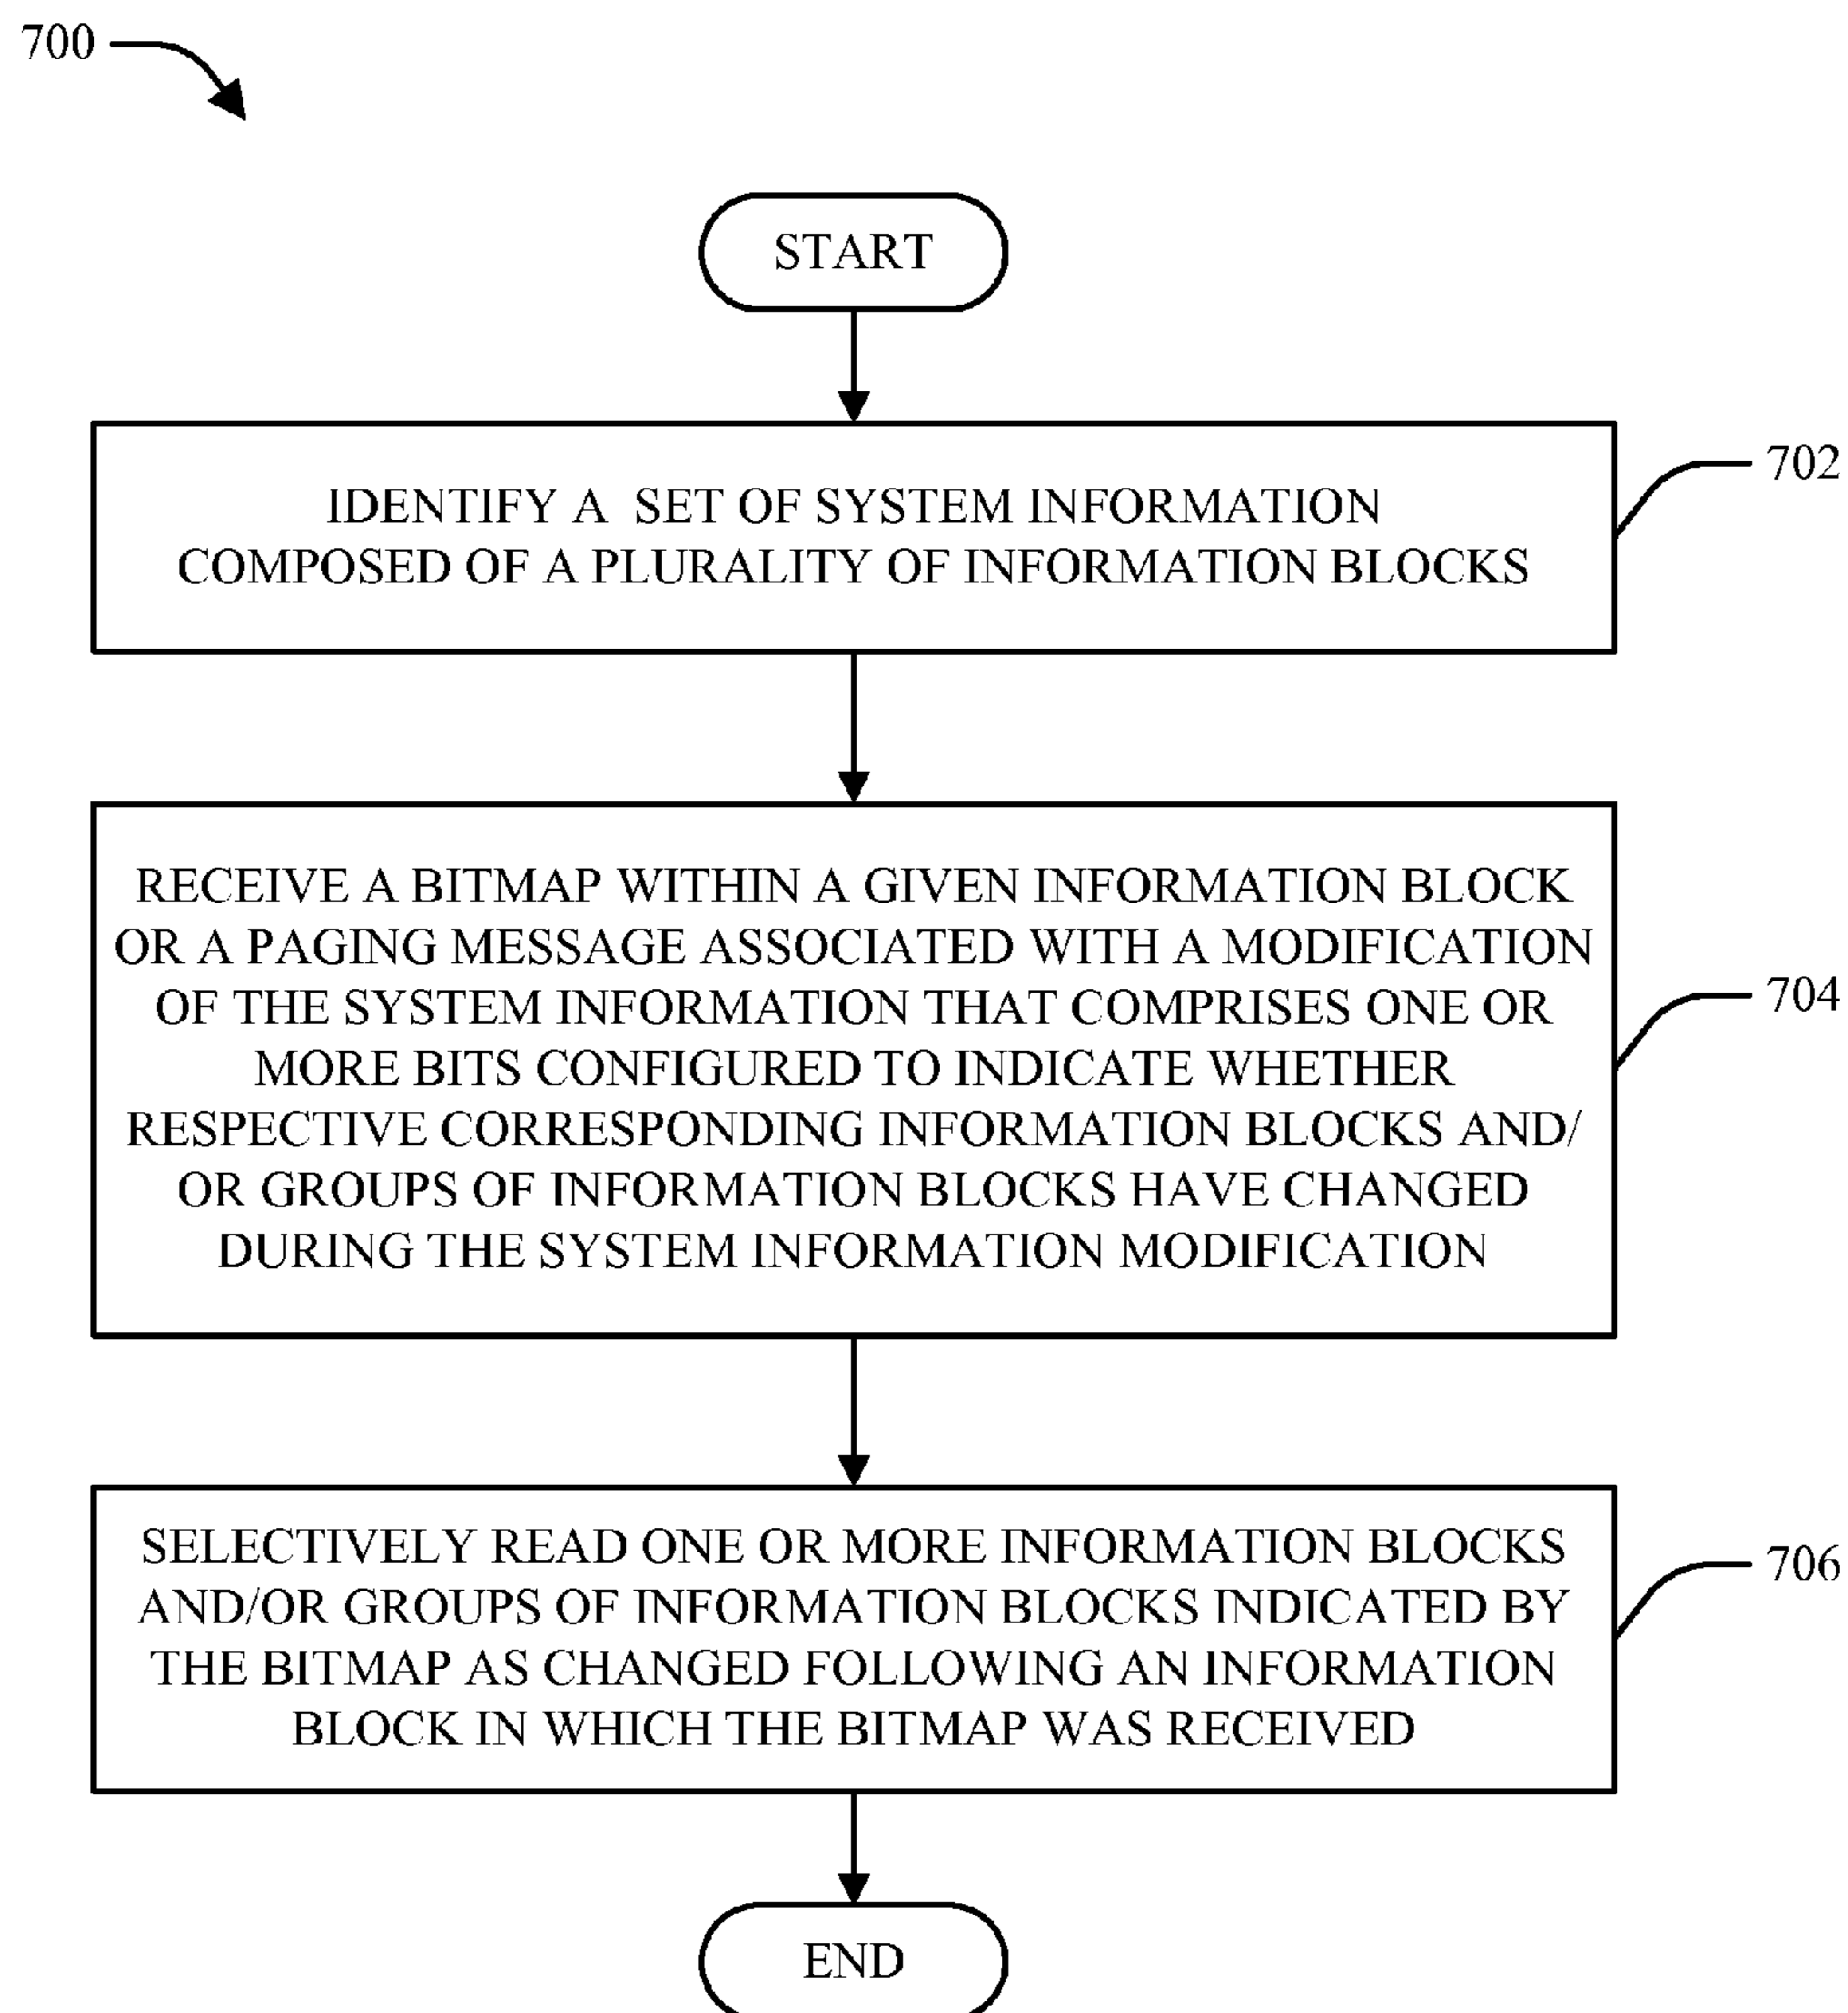 700
START
IDENTIFY A SET OF SYSTEM INFORMATION
COMPOSED OF A PLURALITY OF INFORMATION BLOCKS
702
RECEIVE A BITMAP WITHIN A GIVEN INFORMATION BLOCK
OR A PAGING MESSAGE ASSOCIATED WITH A MODIFICATION
OF THE SYSTEM INFORMATION THAT COMPRISES ONE OR
MORE BITS CONFIGURED TO INDICATE WHETHER
RESPECTIVE CORRESPONDING INFORMATION BLOCKS AND/
OR GROUPS OF INFORMATION BLOCKS HAVE CHANGED
DURING THE SYSTEM INFORMATION MODIFICATION
704
SELECTIVELY READ ONE OR MORE INFORMATION BLOCKS
AND/OR GROUPS OF INFORMATION BLOCKS INDICATED BY
THE BITMAP AS CHANGED FOLLOWING AN INFORMATION
BLOCK IN WHICH THE BITMAP WAS RECEIVED
706
END